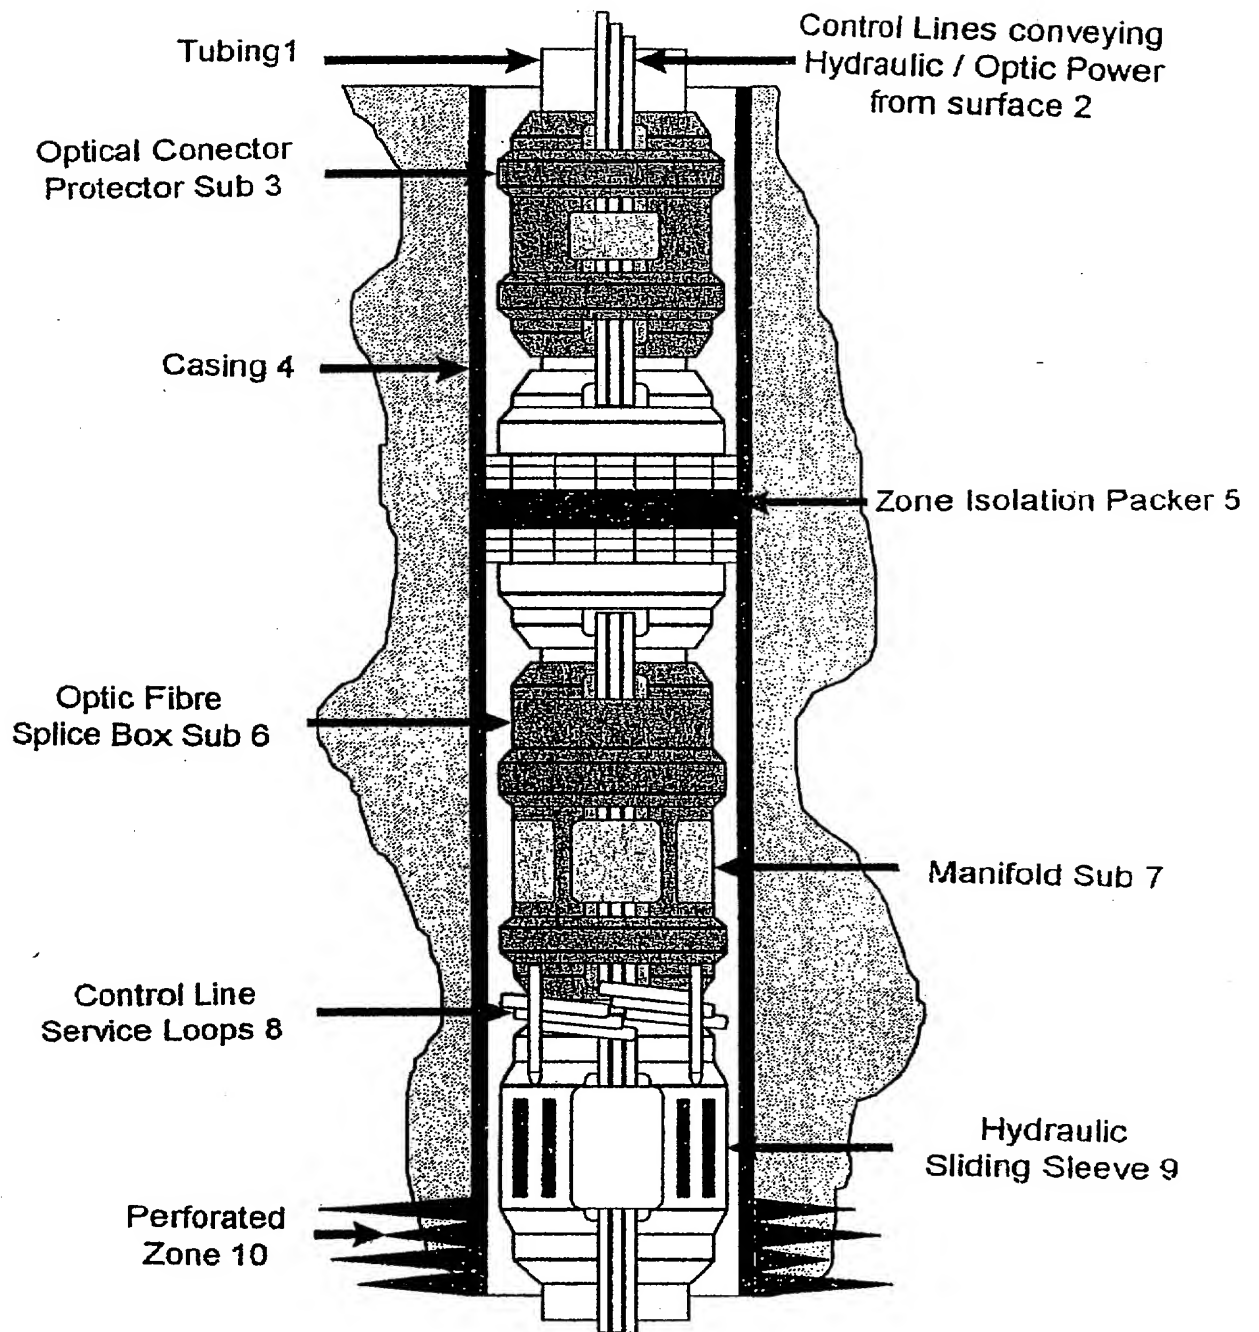 Tubing1
Control Lines conveying
Hydraulic / Optic Power
from surface 2
Optical Conector
Protector Sub 3
Casing 4
Zone Isolation Packer 5
Optic Fibre
Splice Box Sub 6
Manifold Sub 7
Control Line
Service Loops 8
Hydraulic
Sliding Sleeve 9
Perforated
Zone 10